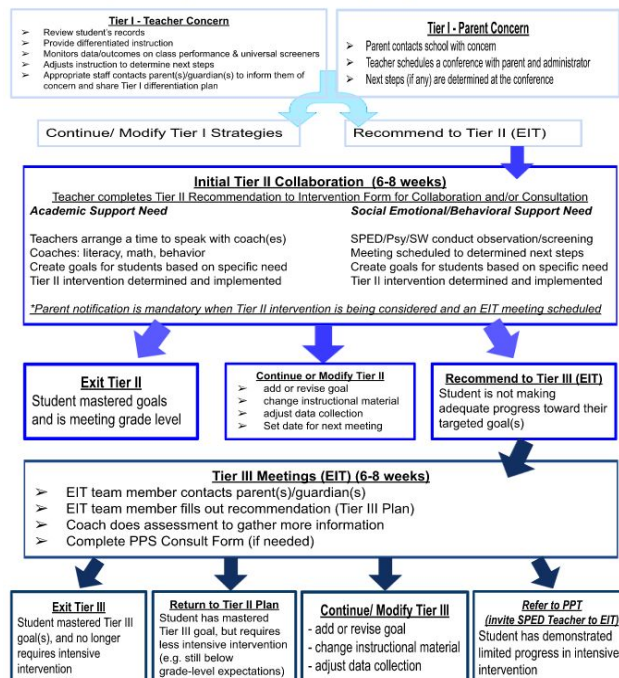 Tier I - Teacher Concern
➢ Review student's records
➢ Provide differentiated instruction
➢ Monitors data/outcomes on class performance & universal screeners
➢ Adjusts instruction to determine next steps
➢ Appropriate staff contacts parent(s)/guardian(s) to inform them of
concern and share Tier I differentiation plan
Tier I - Parent Concern
➢ Parent contacts school with concern
➢ Teacher schedules a conference with parent and administrator
➢ Next steps (if any) are determined at the conference
Continue/ Modify Tier I Strategies
Recommend to Tier II (EIT)
Initial Tier II Collaboration (6-8 weeks)
Teacher completes Tier II Recommendation to Intervention Form for Collaboration and/or Consultation
Academic Support Need
Teachers arrange a time to speak with coach(es)
Coaches: literacy, math, behavior
Create goals for students based on specific need
Tier II intervention determined and implemented
Social Emotional/Behavioral Support Need
SPED/Psy/SW conduct observation/screening
Meeting scheduled to determined next steps
Create goals for students based on specific need
Tier II intervention determined and implemented
*Parent notification is mandatory when Tier II intervention is being considered and an EIT meeting scheduled
Exit Tier II
Student mastered goals
and is meeting grade level
Continue or Modify Tier II
➢ add or revise goal
➢ change instructional material
➢ adjust data collection
➢ Set date for next meeting
Recommend to Tier III (EIT)
Student is not making
adequate progress toward their
targeted goal(s)
Tier III Meetings (EIT) (6-8 weeks)
➢ EIT team member contacts parent(s)/guardian(s)
➢ EIT team member fills out recommendation (Tier III Plan)
➢ Coach does assessment to gather more information
➢ Complete PPS Consult Form (if needed)
Exit Tier III
Student mastered Tier III
goal(s), and no longer
requires intensive
intervention
Return to Tier II Plan
Student has mastered
Tier III goal, but requires
less intensive intervention
(e.g. still below
grade-level expectations)
Continue/ Modify Tier III
- add or revise goal
- change instructional material
- adjust data collection
Refer to PPT
(invite SPED Teacher to EIT)
Student has demonstrated
limited progress in intensive
intervention